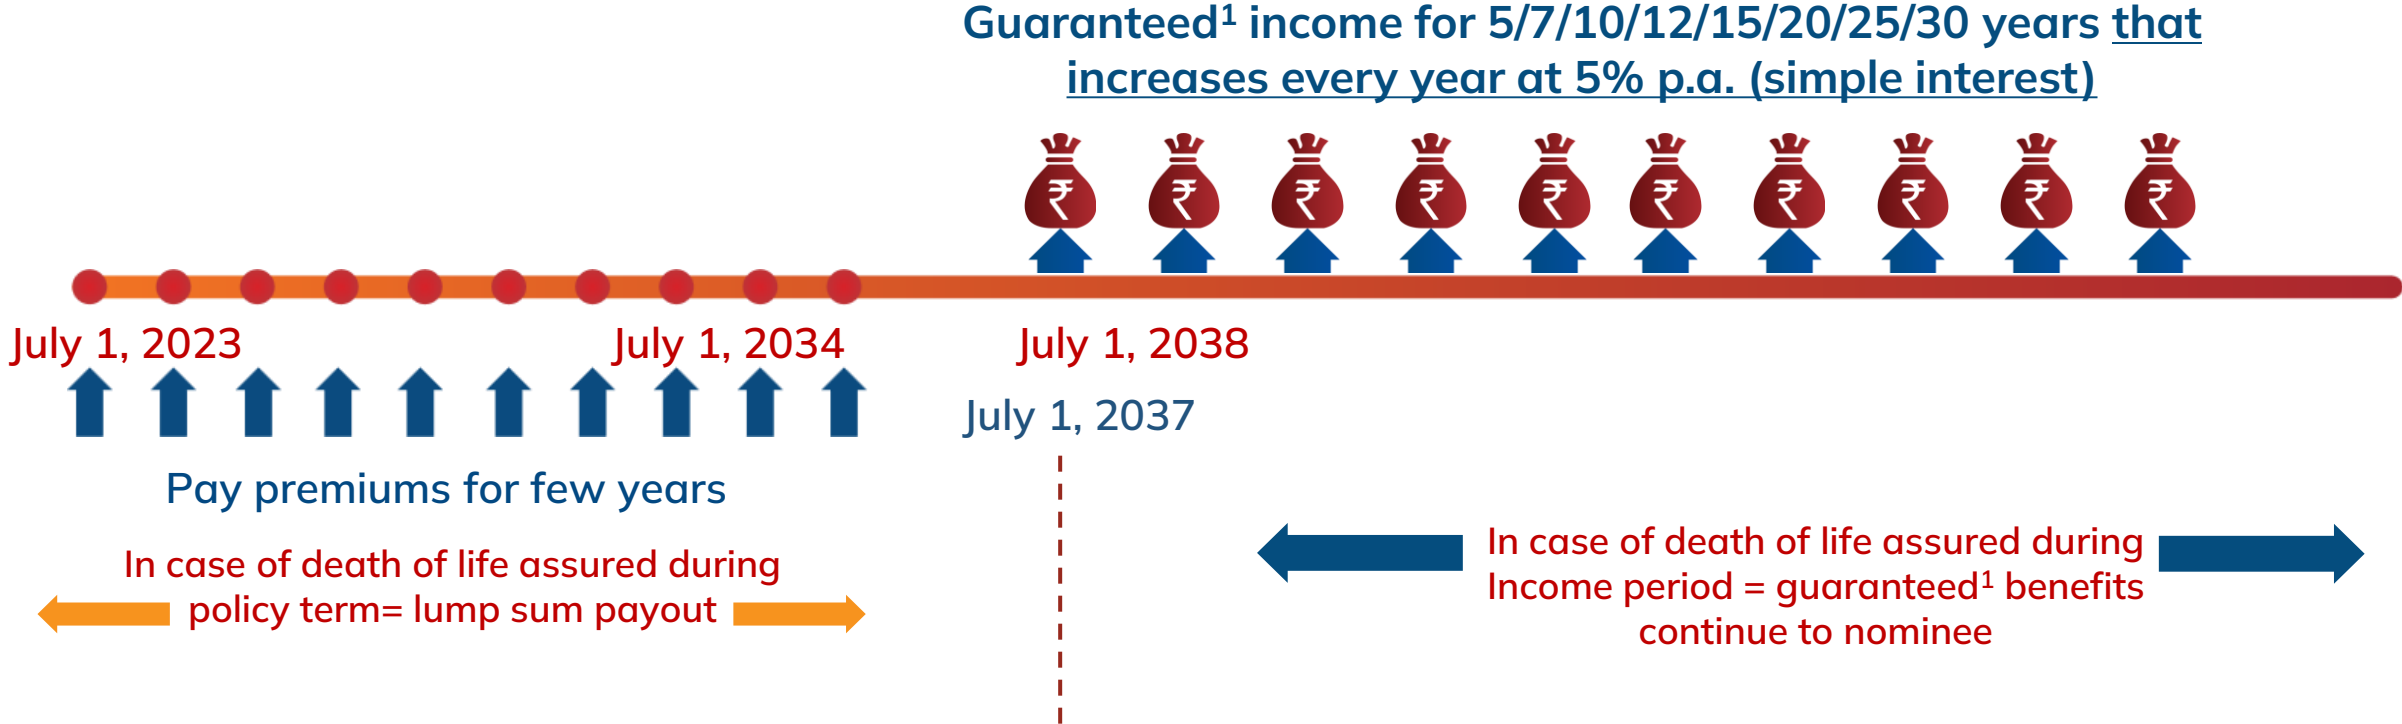 Guaranteed¹ income for 5/7/10/12/15/20/25/30 years that
increases every year at 5% p.a. (simple interest)
₹ ₹ ₹ ₹ ₹ ₹ ₹ ₹ ₹ ₹
July 1, 2023
July 1, 2034
July 1, 2038
July 1, 2037
Pay premiums for few years
In case of death of life assured during
policy term= lump sum payout
In case of death of life assured during
Income period = guaranteed¹ benefits
continue to nominee